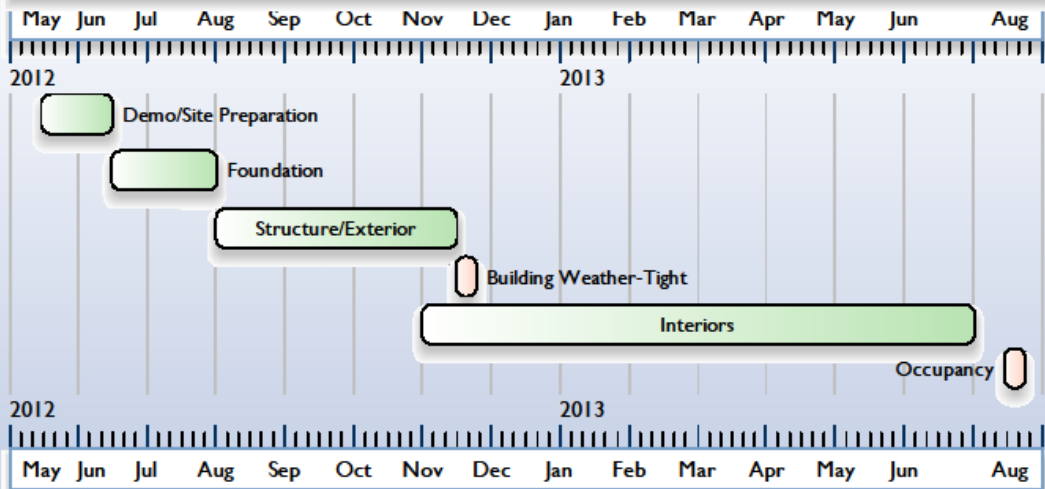 May Jun Jul Aug Sep Oct Nov Dec Jan Feb Mar Apr May Jun Aug
2012 2013
Demo/Site Preparation
Foundation
Structure/Exterior
Building Weather-Tight
Interiors
Occupancy
2012 2013
May Jun Jul Aug Sep Oct Nov Dec Jan Feb Mar Apr May Jun Aug